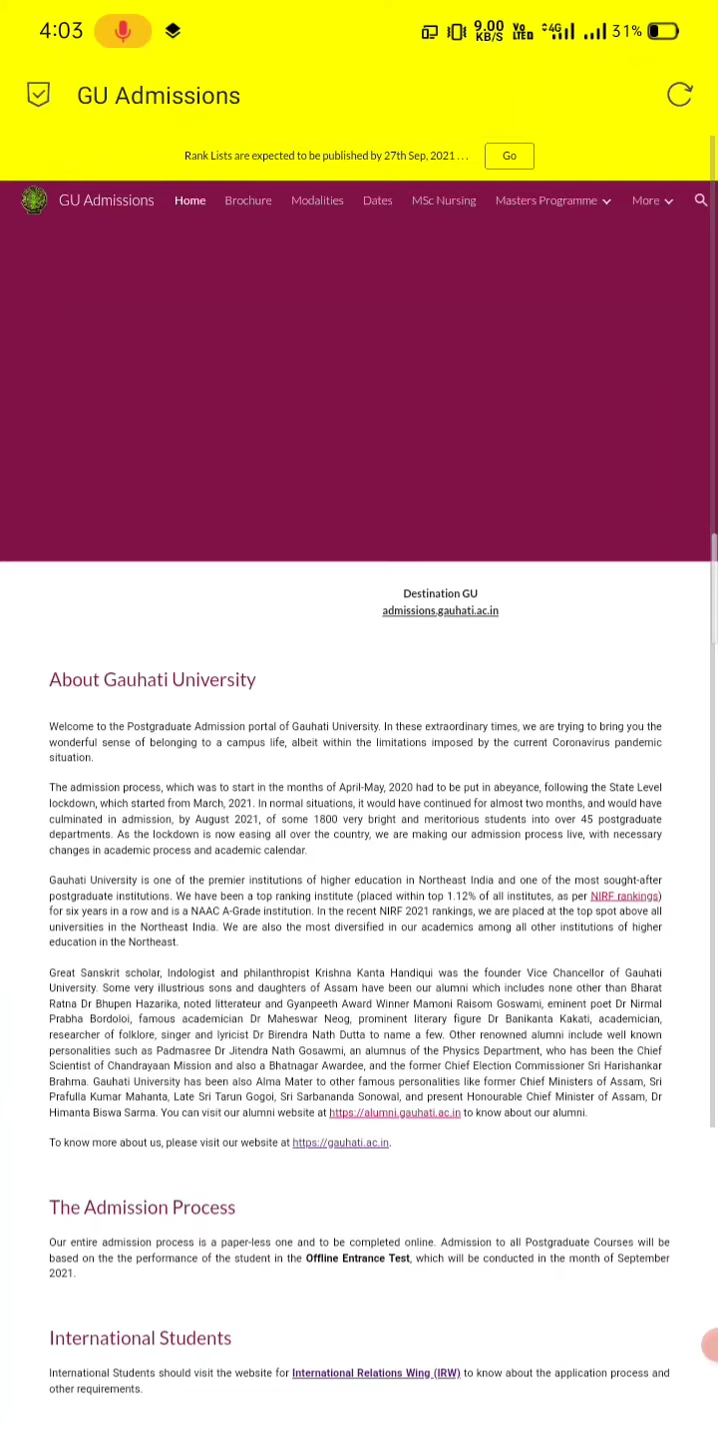 4:03 9.00 KB/S Vo LTED 4G 31%
GU Admissions
Rank Lists are expected to be published by 27th Sep, 2021 . . . Go
GU Admissions Home Brochure Modalities Dates MSc Nursing Masters Programme More
Destination GU
admissions.gauhati.ac.in
About Gauhati University
Welcome to the Postgraduate Admission portal of Gauhati University. In these extraordinary times, we are trying to bring you the
wonderful sense of belonging to a campus life, albeit within the limitations imposed by the current Coronavirus pandemic
situation.
The admission process, which was to start in the months of April-May, 2020 had to be put in abeyance, following the State Level
lockdown, which started from March, 2021. In normal situations, it would have continued for almost two months, and would have
culminated in admission, by August 2021, of some 1800 very bright and meritorious students into over 45 postgraduate
departments. As the lockdown is now easing all over the country, we are making our admission process live, with necessary
changes in academic process and academic calendar.
Gauhati University is one of the premier institutions of higher education in Northeast India and one of the most sought-after
postgraduate institutions. We have been a top ranking institute (placed within top 1.12% of all institutes, as per NIRF rankings)
for six years in a row and is a NAAC A-Grade institution. In the recent NIRF 2021 rankings, we are placed at the top spot above all
universities in the Northeast India. We are also the most diversified in our academics among all other institutions of higher
education in the Northeast.
Great Sanskrit scholar, Indologist and philanthropist Krishna Kanta Handiqui was the founder Vice Chancellor of Gauhati
University. Some very illustrious sons and daughters of Assam have been our alumni which includes none other than Bharat
Ratna Dr Bhupen Hazarika, noted litterateur and Gyanpeeth Award Winner Mamoni Raisom Goswami, eminent poet Dr Nirmal
Prabha Bordoloi, famous academician Dr Maheswar Neog, prominent literary figure Dr Banikanta Kakati, academician,
researcher of folklore, singer and lyricist Dr Birendra Nath Dutta to name a few. Other renowned alumni include well known
personalities such as Padmasree Dr Jitendra Nath Gosawmi, an alumnus of the Physics Department, who has been the Chief
Scientist of Chandrayaan Mission and also a Bhatnagar Awardee, and the former Chief Election Commissioner Sri Harishankar
Brahma. Gauhati University has been also Alma Mater to other famous personalities like former Chief Ministers of Assam, Sri
Prafulla Kumar Mahanta, Late Sri Tarun Gogoi, Sri Sarbananda Sonowal, and present Honourable Chief Minister of Assam, Dr
Himanta Biswa Sarma. You can visit our alumni website at https://alumni.gauhati.ac.in to know about our alumni.
To know more about us, please visit our website at https://gauhati.ac.in.
The Admission Process
Our entire admission process is a paper-less one and to be completed online. Admission to all Postgraduate Courses will be
based on the the performance of the student in the Offline Entrance Test, which will be conducted in the month of September
2021.
International Students
International Students should visit the website for International Relations Wing (IRW) to know about the application process and
other requirements.